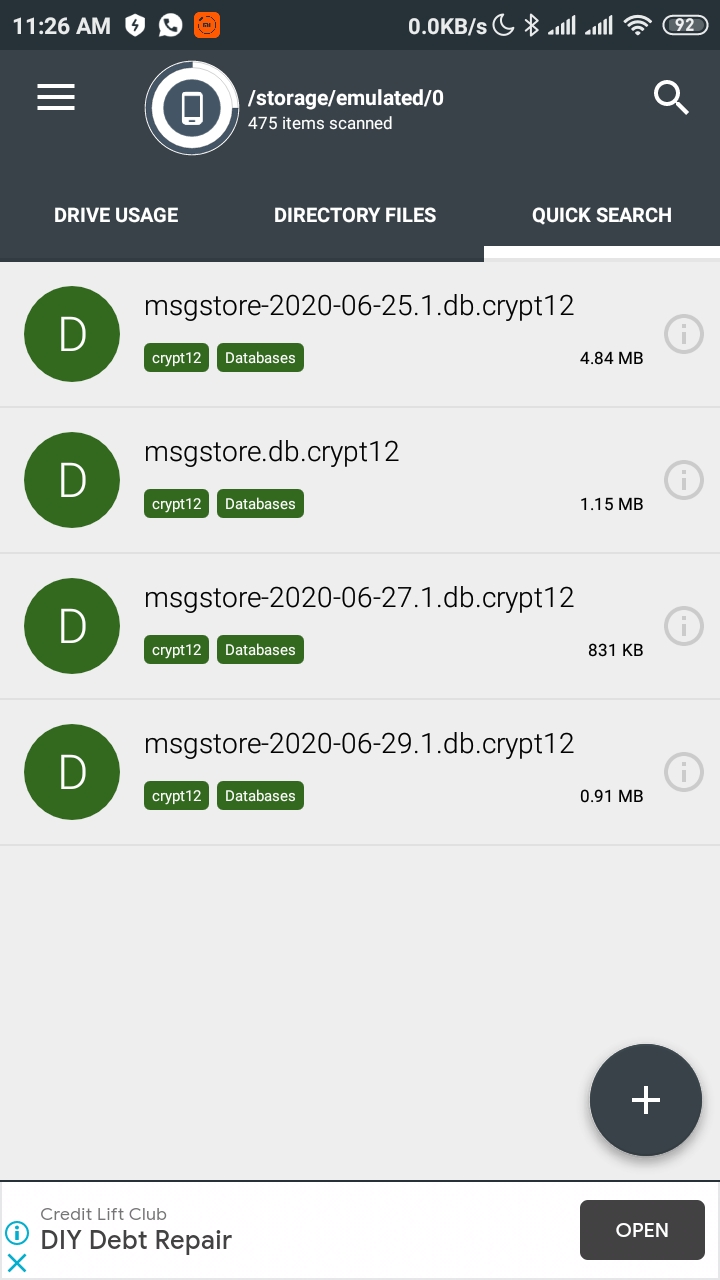 11:26 AM 0.0KB/s 92
/storage/emulated/0
475 items scanned
DRIVE USAGE DIRECTORY FILES QUICK SEARCH
D msgstore-2020-06-25.1.db.crypt12
crypt12 Databases 4.84 MB
D msgstore.db.crypt12
crypt12 Databases 1.15 MB
D msgstore-2020-06-27.1.db.crypt12
crypt12 Databases 831 KB
D msgstore-2020-06-29.1.db.crypt12
crypt12 Databases 0.91 MB
Credit Lift Club
DIY Debt Repair
OPEN